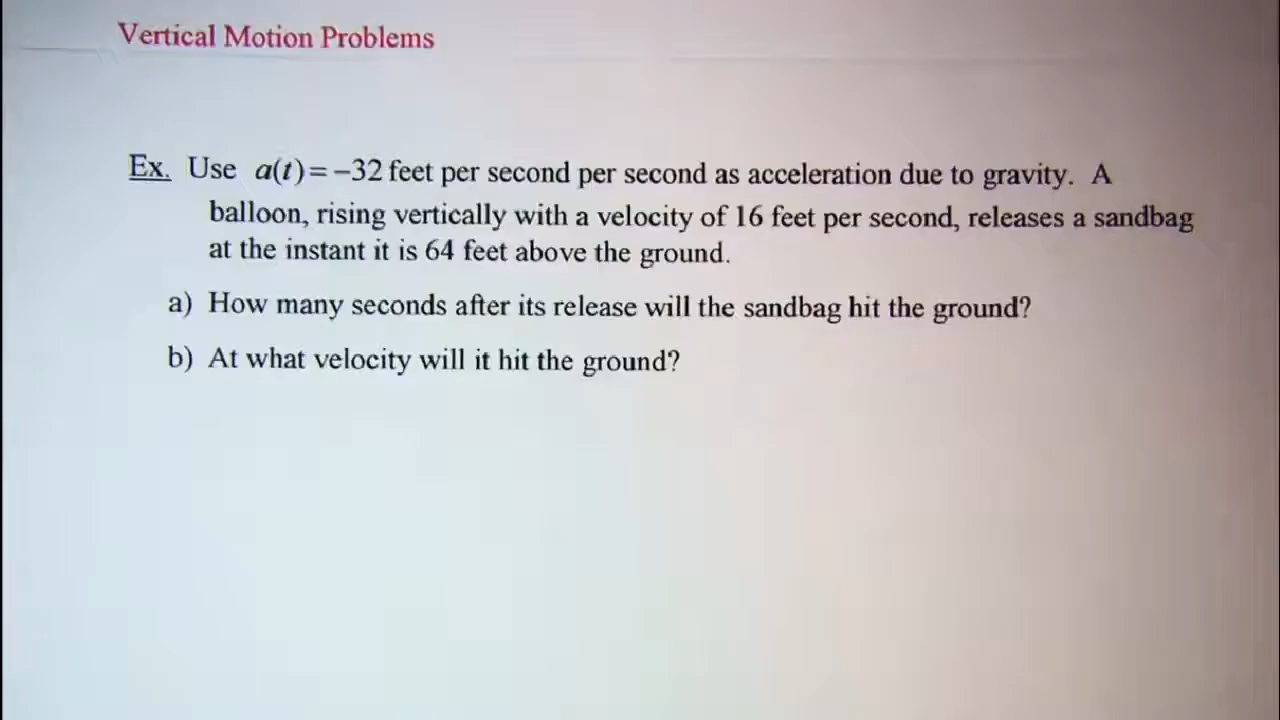 Vertical Motion Problems
Ex. Use a(t) = −32 feet per second per second as acceleration due to gravity. A
balloon, rising vertically with a velocity of 16 feet per second, releases a sandbag
at the instant it is 64 feet above the ground.
a) How many seconds after its release will the sandbag hit the ground?
b) At what velocity will it hit the ground?